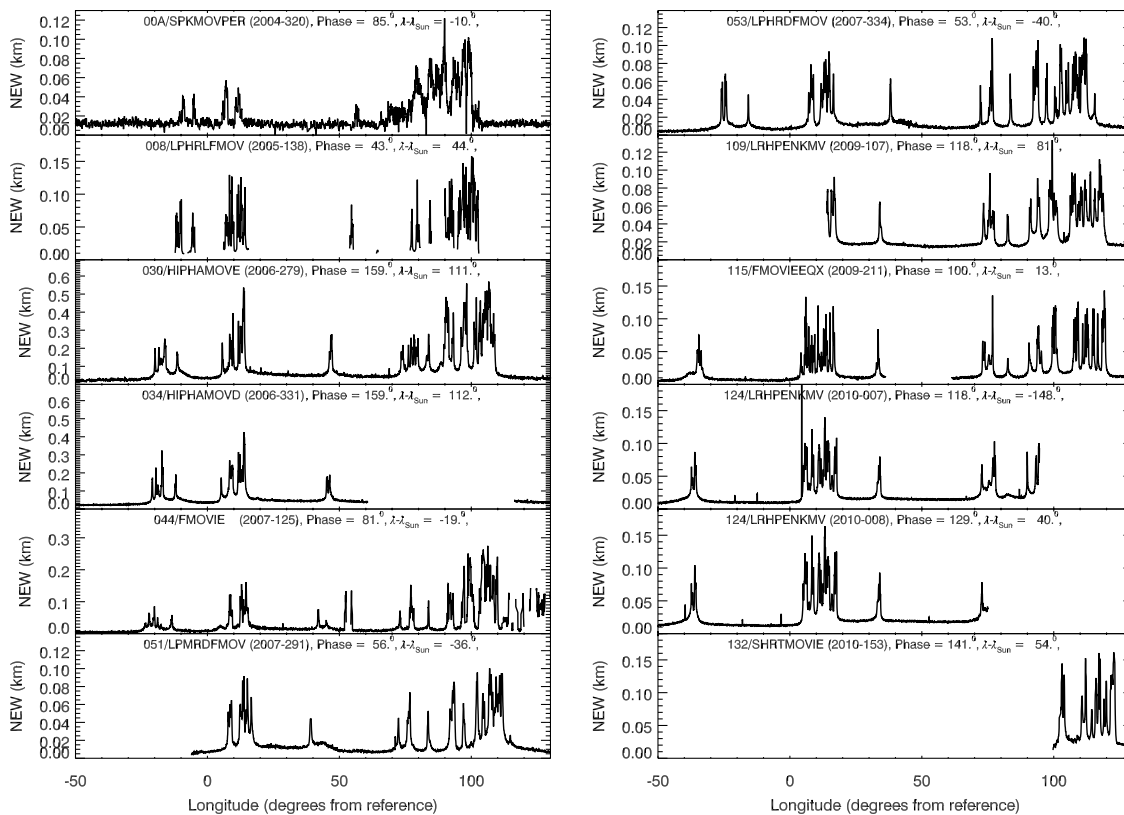 00A/SPKMOVPER (2004-320), Phase = 85.°, λ-λSun = -10.°,
NEW (km)
0.12
0.10
0.08
0.06
0.04
0.02
0.00
008/LPHRLFMOV (2005-138), Phase = 43.°, λ-λSun = 44.°,
NEW (km)
0.15
0.10
0.05
0.00
030/HIPHAMOVE (2006-279), Phase = 159.°, λ-λSun = 111.°,
NEW (km)
0.6
0.5
0.4
0.3
0.2
0.1
0.0
034/HIPHAMOVD (2006-331), Phase = 159.°, λ-λSun = 112.°,
NEW (km)
0.6
0.5
0.4
0.3
0.2
0.1
0.0
044/FMOVIE (2007-125), Phase = 81.°, λ-λSun = -19.°,
NEW (km)
0.3
0.2
0.1
0.0
051/LPMRDFMOV (2007-291), Phase = 56.°, λ-λSun = -36.°,
NEW (km)
0.12
0.10
0.08
0.06
0.04
0.02
0.00
-50 0 50 100
Longitude (degrees from reference)
053/LPHRDFMOV (2007-334), Phase = 53.°, λ-λSun = -40.°,
NEW (km)
0.12
0.10
0.08
0.06
0.04
0.02
0.00
109/LRHPENKMV (2009-107), Phase = 118.°, λ-λSun = 81.°,
NEW (km)
0.12
0.10
0.08
0.06
0.04
0.02
0.00
115/FMOVIEEQX (2009-211), Phase = 100.°, λ-λSun = 13.°,
NEW (km)
0.15
0.10
0.05
0.00
124/LRHPENKMV (2010-007), Phase = 118.°, λ-λSun = -148.°,
NEW (km)
0.15
0.10
0.05
0.00
124/LRHPENKMV (2010-008), Phase = 129.°, λ-λSun = 40.°,
NEW (km)
0.15
0.10
0.05
0.00
132/SHRTMOVIE (2010-153), Phase = 141.°, λ-λSun = 54.°,
NEW (km)
0.15
0.10
0.05
0.00
-50 0 50 100
Longitude (degrees from reference)